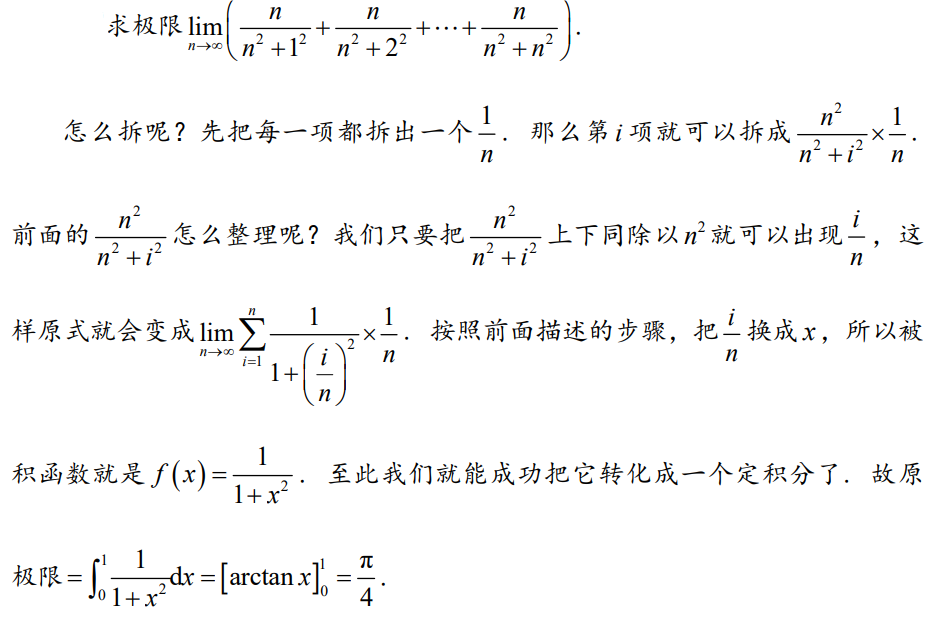 求极限 $\lim_{n\to\infty}\left(\frac{n}{n^2+1^2}+\frac{n}{n^2+2^2}+\cdots+\frac{n}{n^2+n^2}\right)$.
怎么拆呢？先把每一项都拆出一个 $\frac{1}{n}$. 那么第 $i$ 项就可以拆成 $\frac{n^2}{n^2+i^2}\times\frac{1}{n}$.
前面的 $\frac{n^2}{n^2+i^2}$ 怎么整理呢？我们只要把 $\frac{n^2}{n^2+i^2}$ 上下同除以 $n^2$ 就可以出现 $\frac{i}{n}$，这
样原式就会变成 $\lim_{n\to\infty}\sum_{i=1}^{n}\frac{1}{1+\left(\frac{i}{n}\right)^2}\times\frac{1}{n}$. 按照前面描述的步骤，把 $\frac{i}{n}$ 换成 $x$，所以被
积函数就是 $f(x)=\frac{1}{1+x^2}$. 至此我们就能成功把它转化成一个定积分了. 故原
极限 $=\int_0^1\frac{1}{1+x^2}\mathrm{d}x=\left[\arctan x\right]_0^1=\frac{\pi}{4}$.